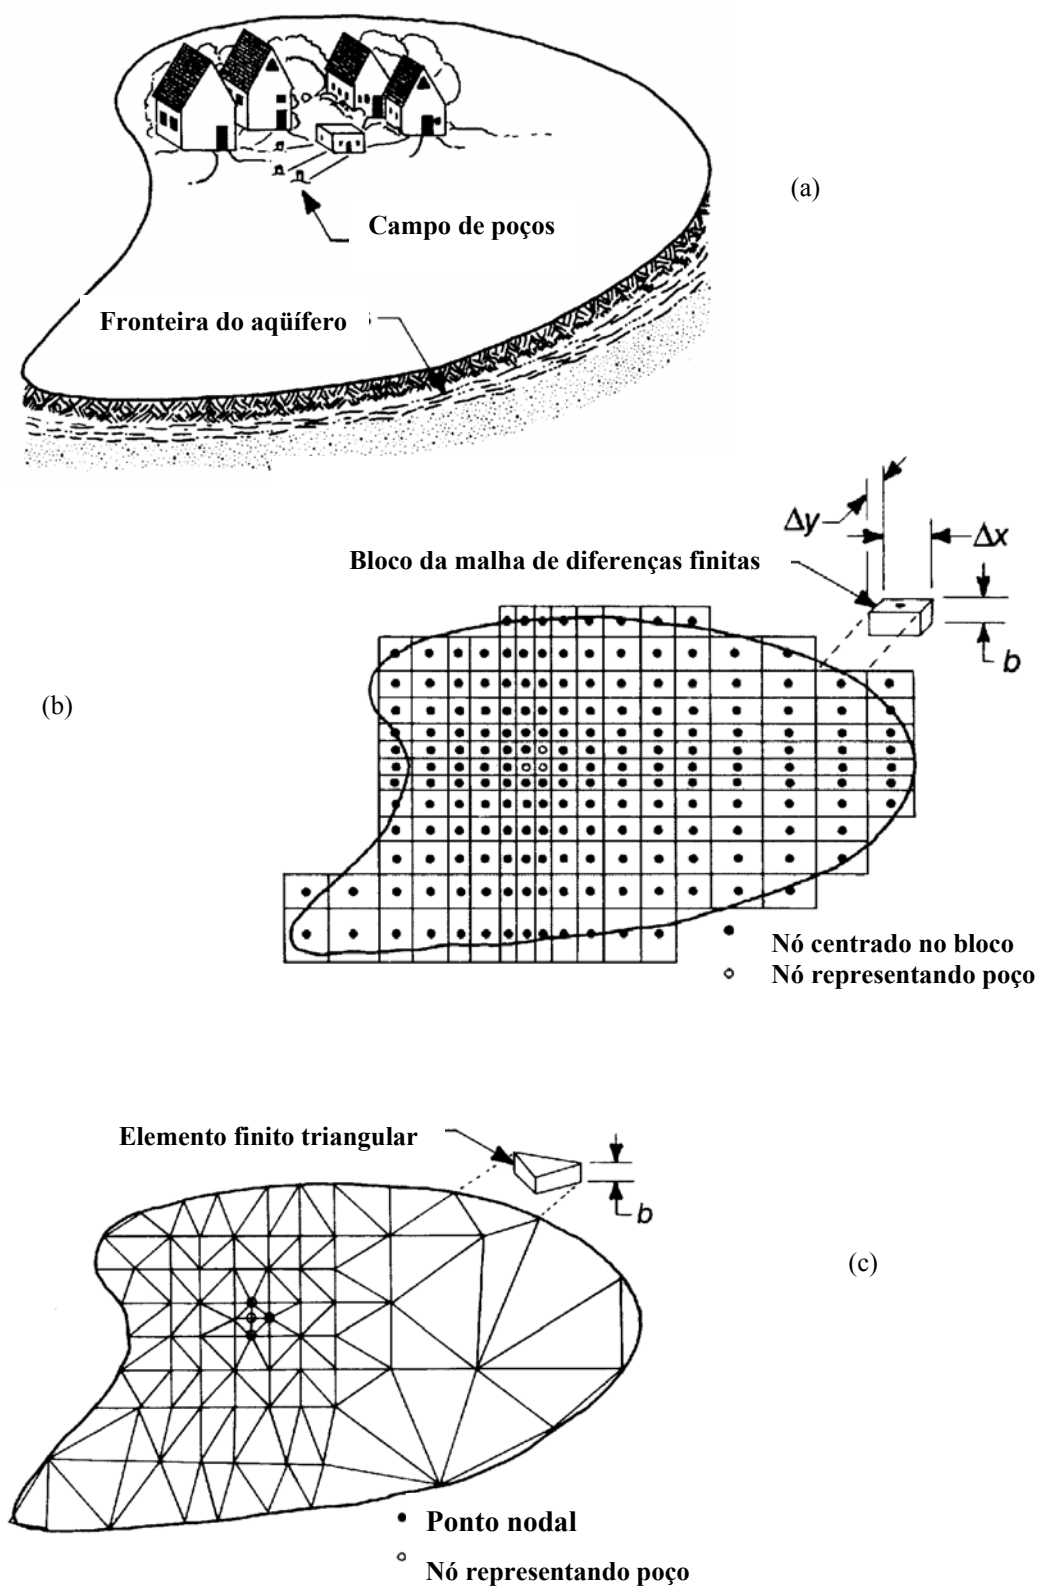 (a)
Campo de poços
Fronteira do aqüífero
Δy
Δx
Bloco da malha de diferenças finitas
b
(b)
Nó centrado no bloco
Nó representando poço
Elemento finito triangular
b
(c)
Ponto nodal
Nó representando poço